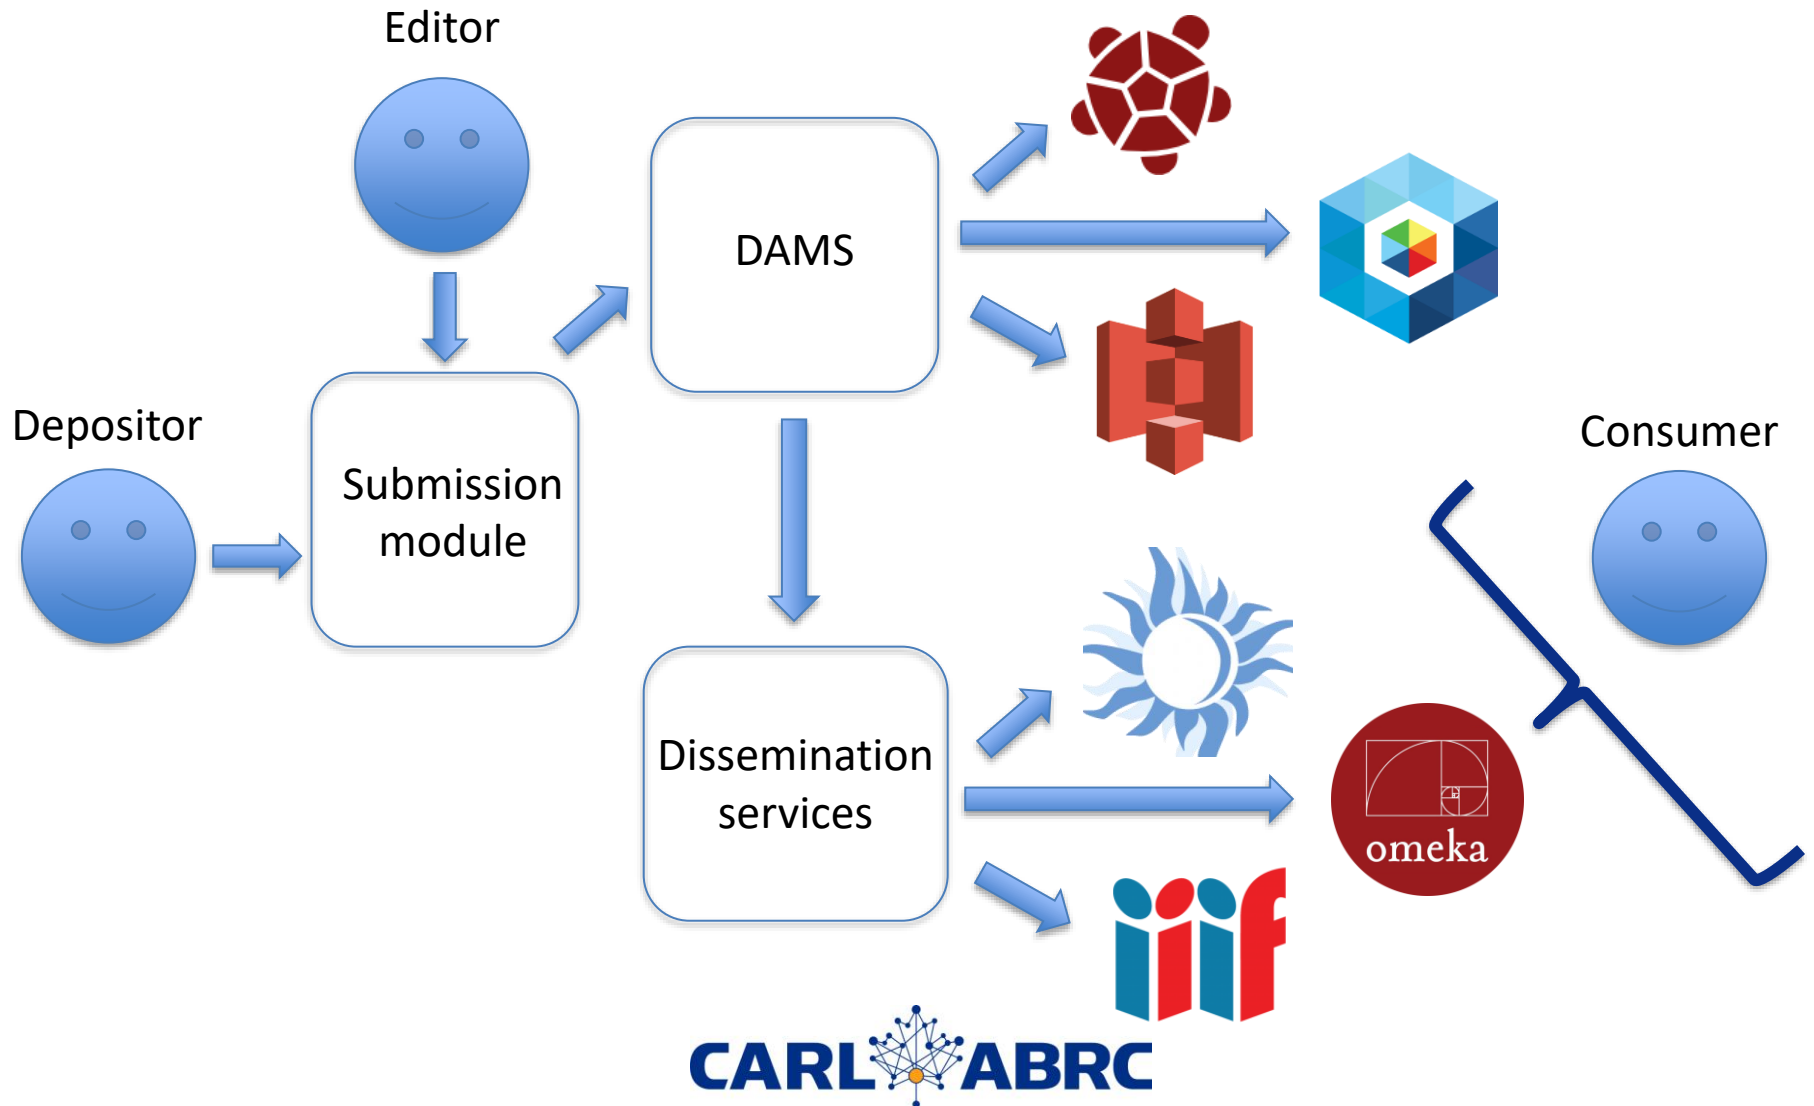 Editor
DAMS
Depositor
Submission
module
Consumer
Dissemination
services
omeka
iiif
CARL ABRC